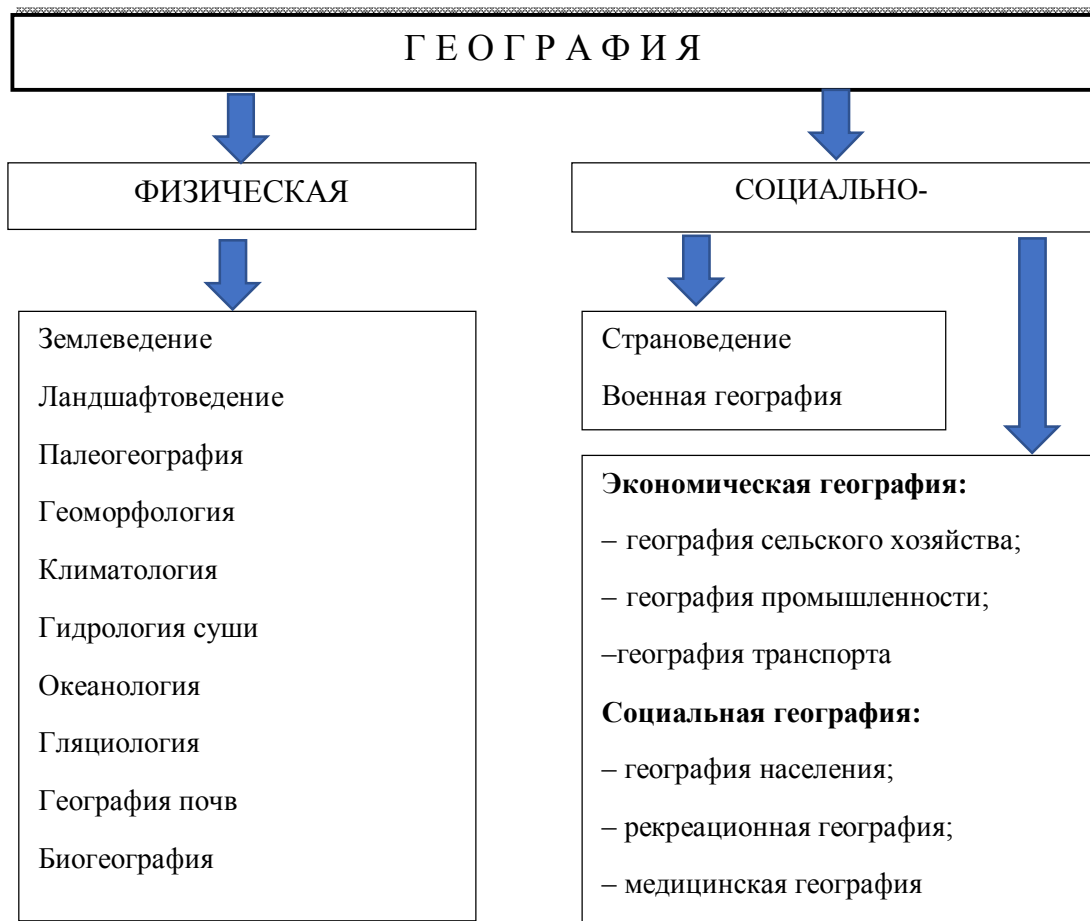 Г Е О Г Р А Ф И Я
ФИЗИЧЕСКАЯ
СОЦИАЛЬНО-
Землеведение
Ландшафтоведение
Палеогеография
Геоморфология
Климатология
Гидрология суши
Океанология
Гляциология
География почв
Биогеография
Страноведение
Военная география
Экономическая география:
– география сельского хозяйства;
– география промышленности;
–география транспорта
Социальная география:
– география населения;
– рекреационная география;
– медицинская география